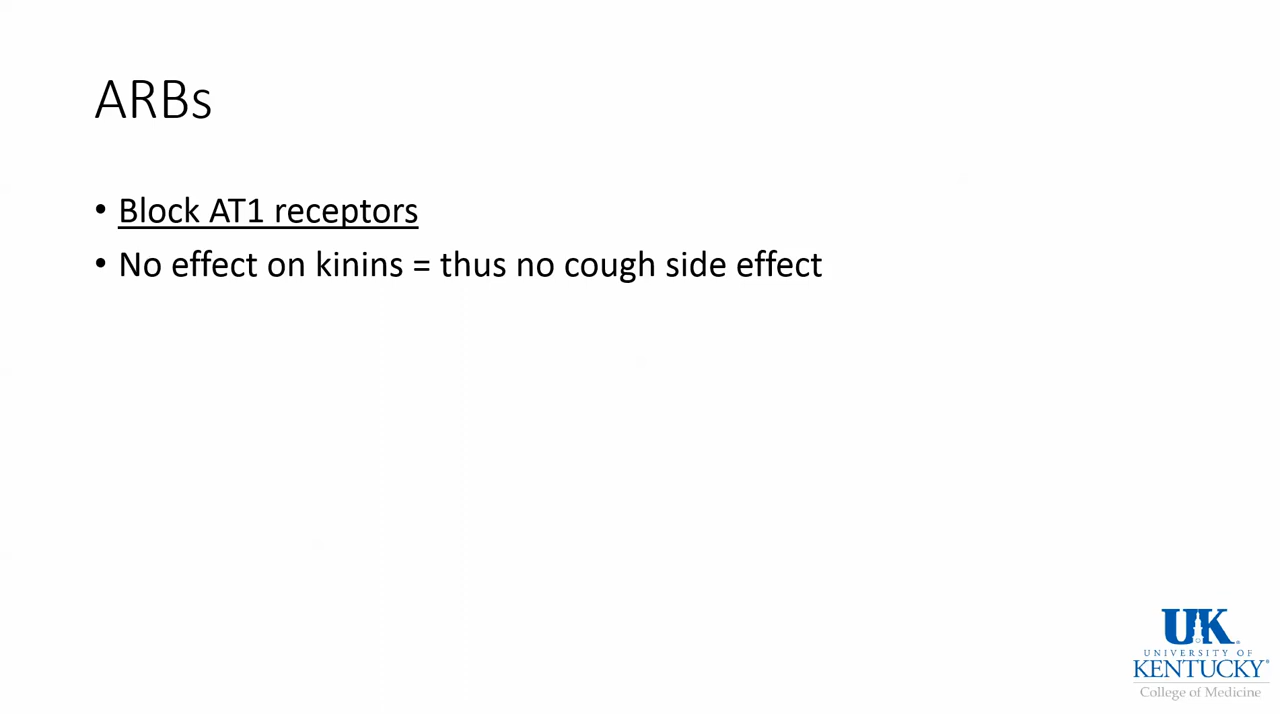 ARBs
• Block AT1 receptors
• No effect on kinins = thus no cough side effect
UK
UNIVERSITY OF
KENTUCKY®
College of Medicine